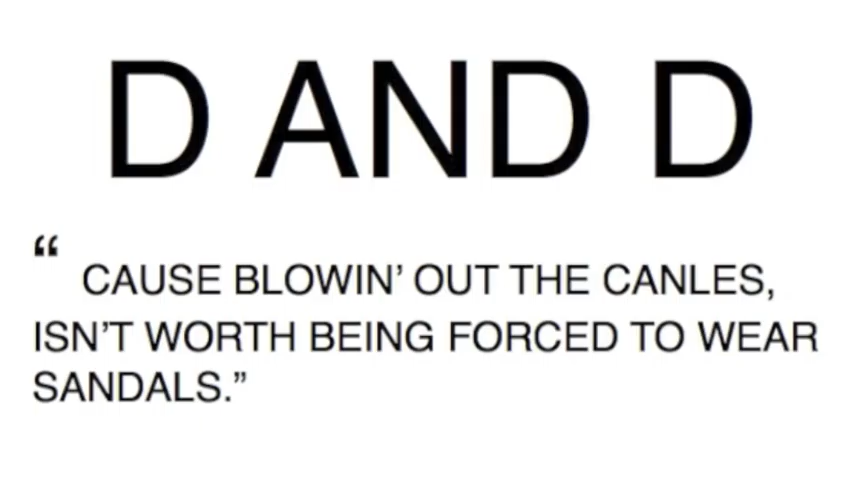 D AND D
“ CAUSE BLOWIN’ OUT THE CANLES,
ISN’T WORTH BEING FORCED TO WEAR
SANDALS.”